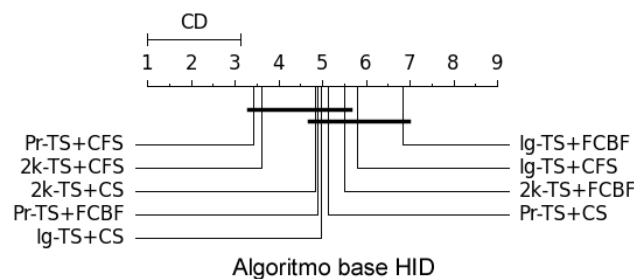 CD
1 2 3 4 5 6 7 8 9
Pr-TS+CFS Ig-TS+FCBF
2k-TS+CFS Ig-TS+CFS
2k-TS+CS 2k-TS+FCBF
Pr-TS+FCBF Pr-TS+CS
Ig-TS+CS
Algoritmo base HID